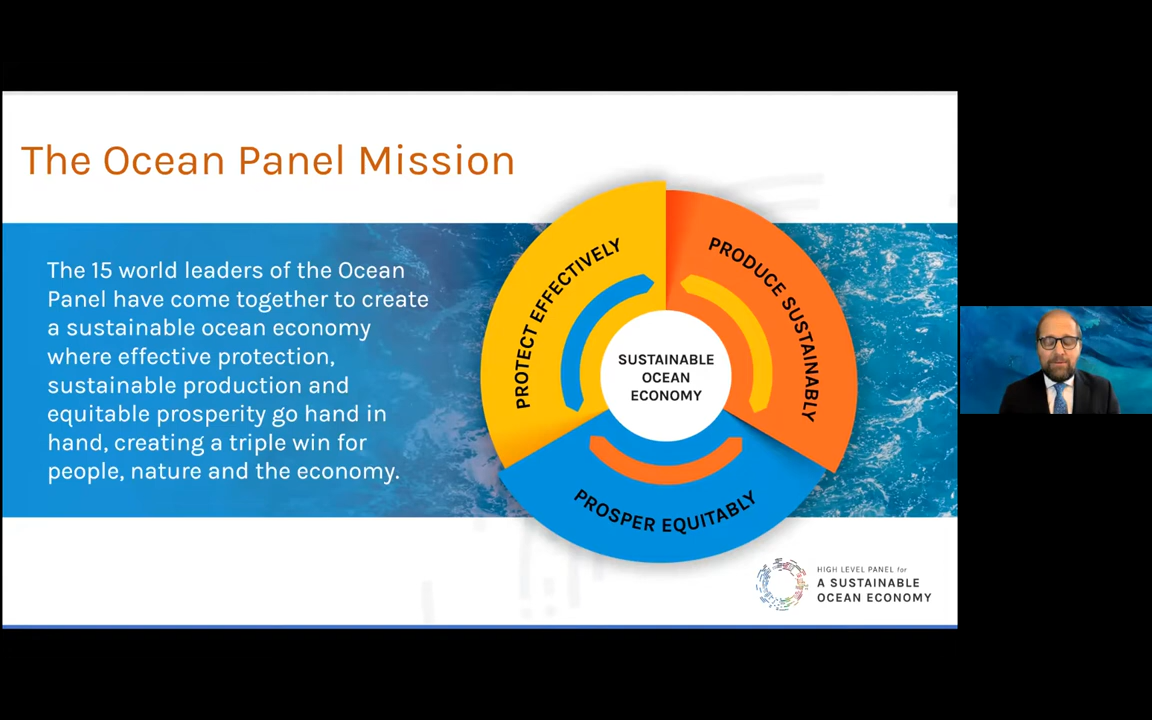 The Ocean Panel Mission
The 15 world leaders of the Ocean
Panel have come together to create
a sustainable ocean economy
where effective protection,
sustainable production and
equitable prosperity go hand in
hand, creating a triple win for
people, nature and the economy.
PROTECT EFFECTIVELY
PRODUCE SUSTAINABLY
SUSTAINABLE
OCEAN
ECONOMY
PROSPER EQUITABLY
HIGH LEVEL PANEL for
A SUSTAINABLE
OCEAN ECONOMY